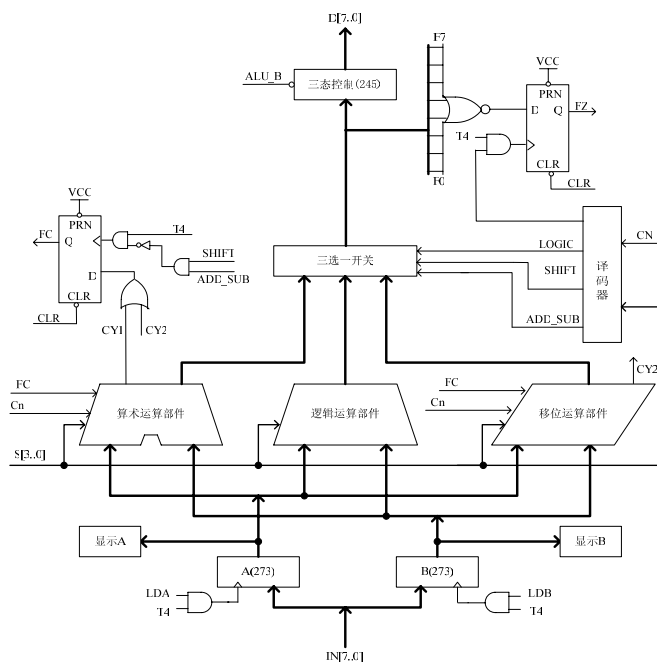 D[7..0]
ALU_B
三态控制(245)
F7
F0
VCC
PRN
D
Q
FZ
T4
CLR
CLR
VCC
FC
PRN
Q
T4
SHIFT
D
ADD_SUB
CLR
CLR
CY1
CY2
三选一开关
LOGIC
SHIFT
ADD_SUB
译码器
CN
CY2
FC
Cn
算术运算部件
逻辑运算部件
FC
Cn
移位运算部件
S[3..0]
显示A
显示B
A(273)
B(273)
LDA
T4
LDB
T4
IN[7..0]